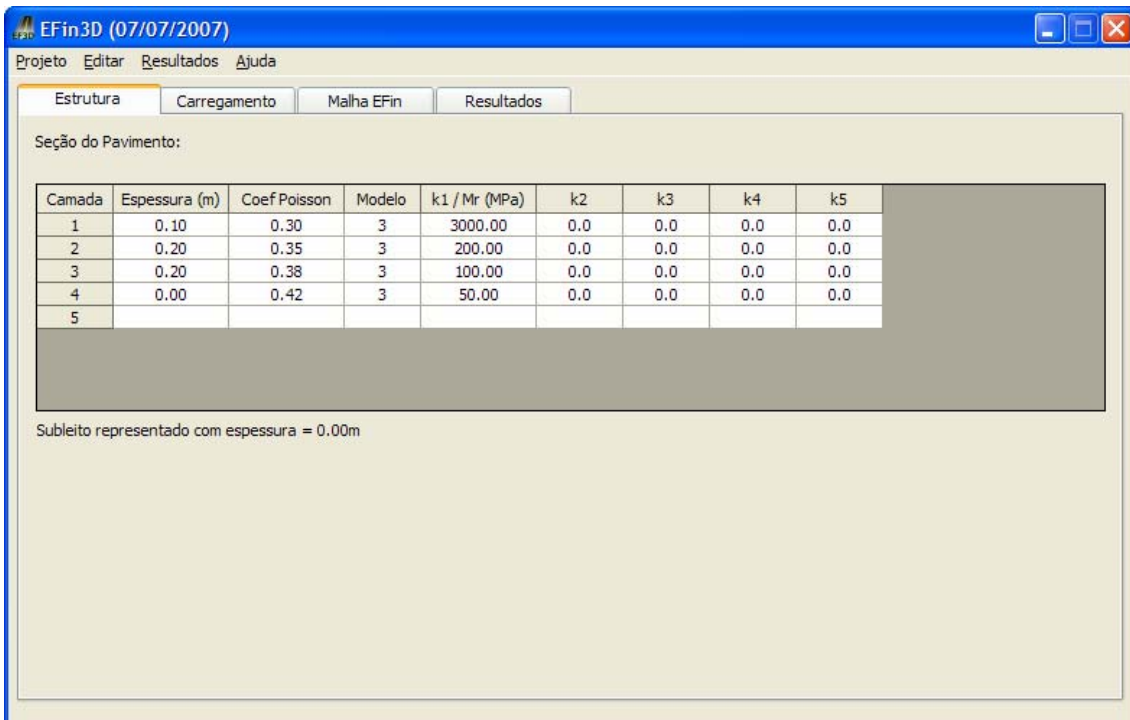 EFin3D (07/07/2007)
Projeto Editar Resultados Ajuda
Estrutura Carregamento Malha EFin Resultados
Seção do Pavimento:
Camada Espessura (m) Coef Poisson Modelo k1 / Mr (MPa) k2 k3 k4 k5
1 0.10 0.30 3 3000.00 0.0 0.0 0.0 0.0
2 0.20 0.35 3 200.00 0.0 0.0 0.0 0.0
3 0.20 0.38 3 100.00 0.0 0.0 0.0 0.0
4 0.00 0.42 3 50.00 0.0 0.0 0.0 0.0
5
Subleito representado com espessura = 0.00m